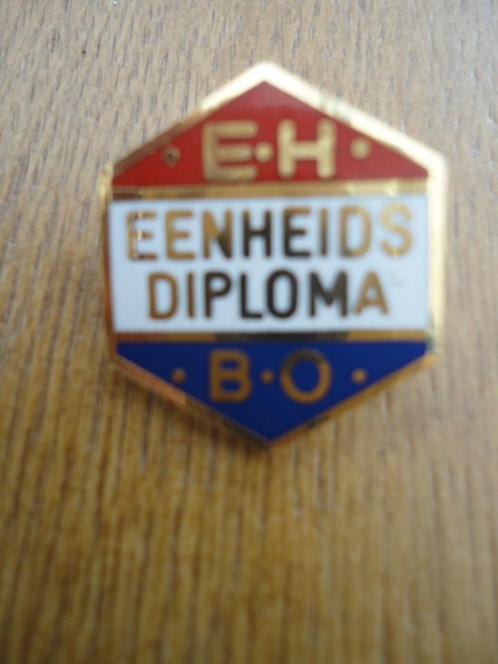 · E·H ·
EENHEIDS
DIPLOMA
· B·O ·